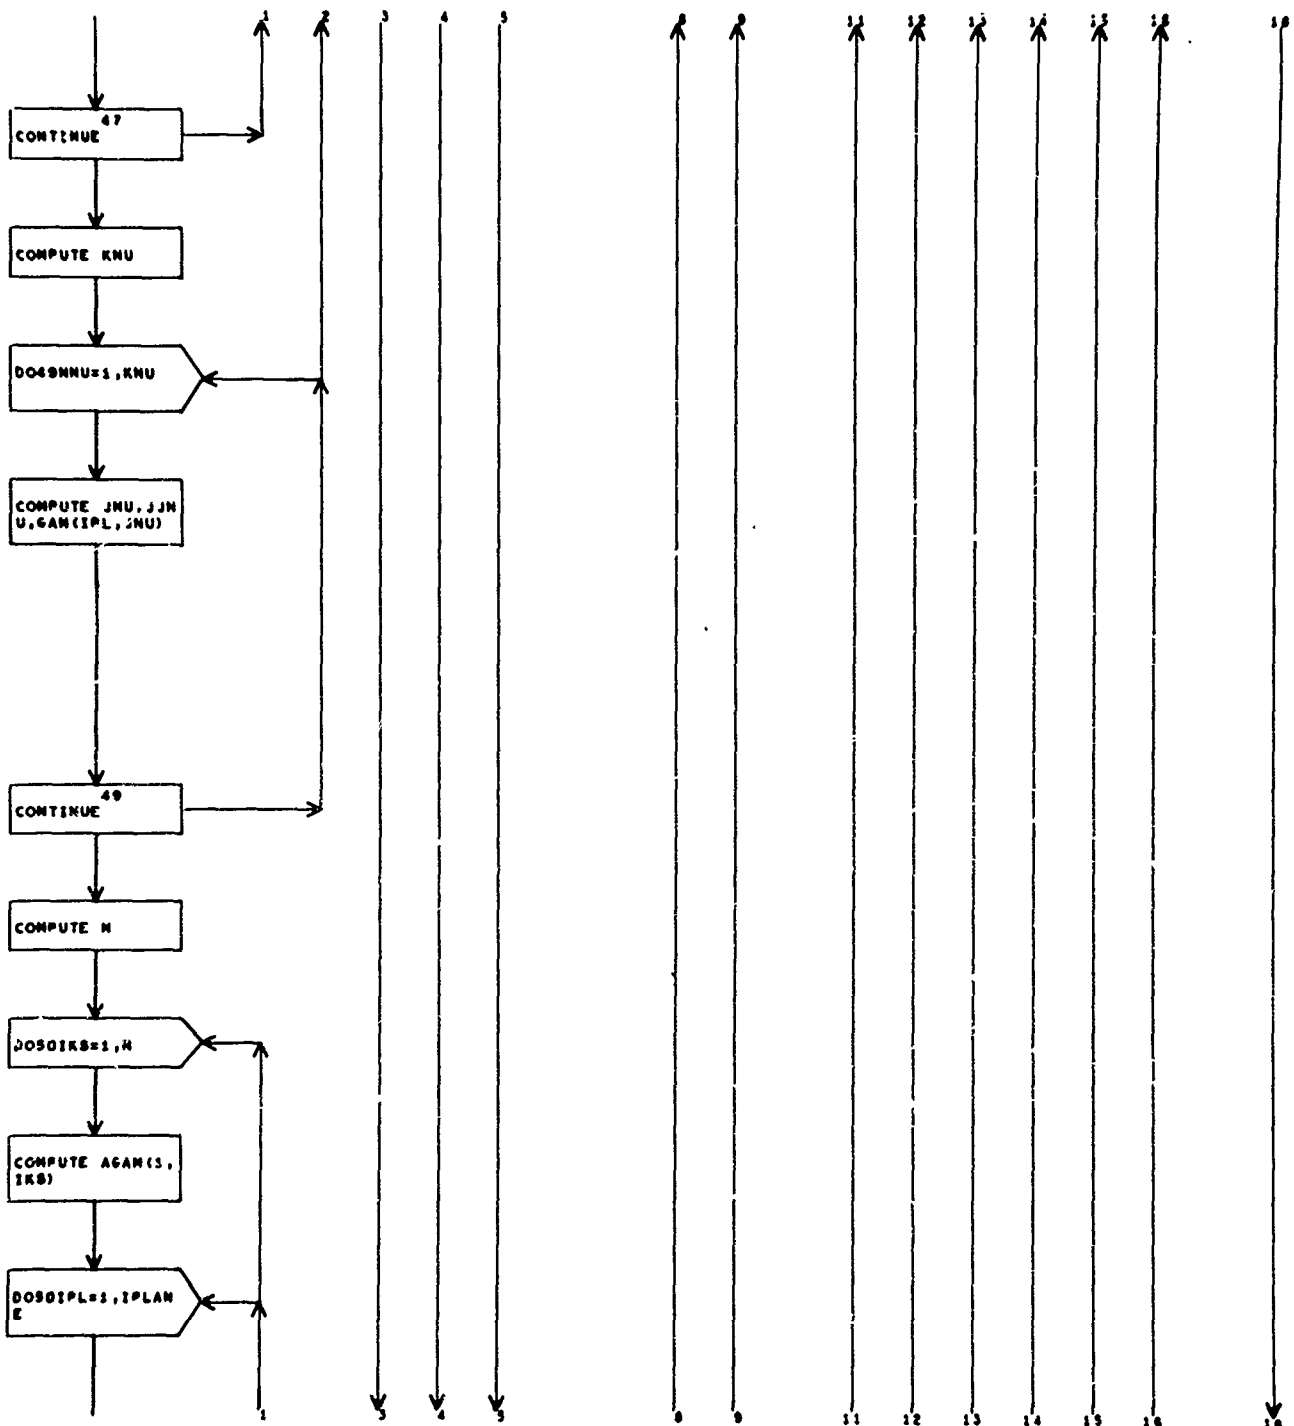 1 2 3 4 5 8 9 11 12 13 14 15 16 18
47
CONTINUE
COMPUTE KNU
DO49NNU=1,KNU
COMPUTE JNU,JJN
U,GAM(IPL,JNU)
49
CONTINUE
COMPUTE N
DO50IKS=1,N
COMPUTE AGAM(1,
IKS)
DO50IPL=1,IPLAN
E
1 3 4 5 8 9 11 12 13 14 15 16 18